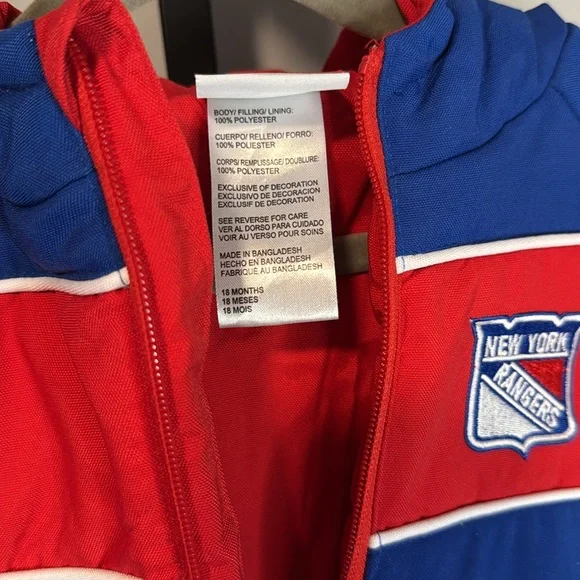 BODY/ FILLING/ LINING:
100% POLYESTER
CUERPO/ RELLENO/ FORRO:
100% POLIESTER
CORPS/ REMPLISSAGE/ DOUBLURE:
100% POLYESTER
EXCLUSIVE OF DECORATION
EXCLUSIVO DE DECORACION
EXCLUSIF DE DECORATION
SEE REVERSE FOR CARE
VER AL DORSO PARA CUIDADO
VOIR AU VERSO POUR SOINS
MADE IN BANGLADESH
HECHO EN BANGLADESH
FABRIQUÉ AU BANGLADESH
18 MONTHS
18 MESES
18 MOIS
NEW YORK
RANGERS